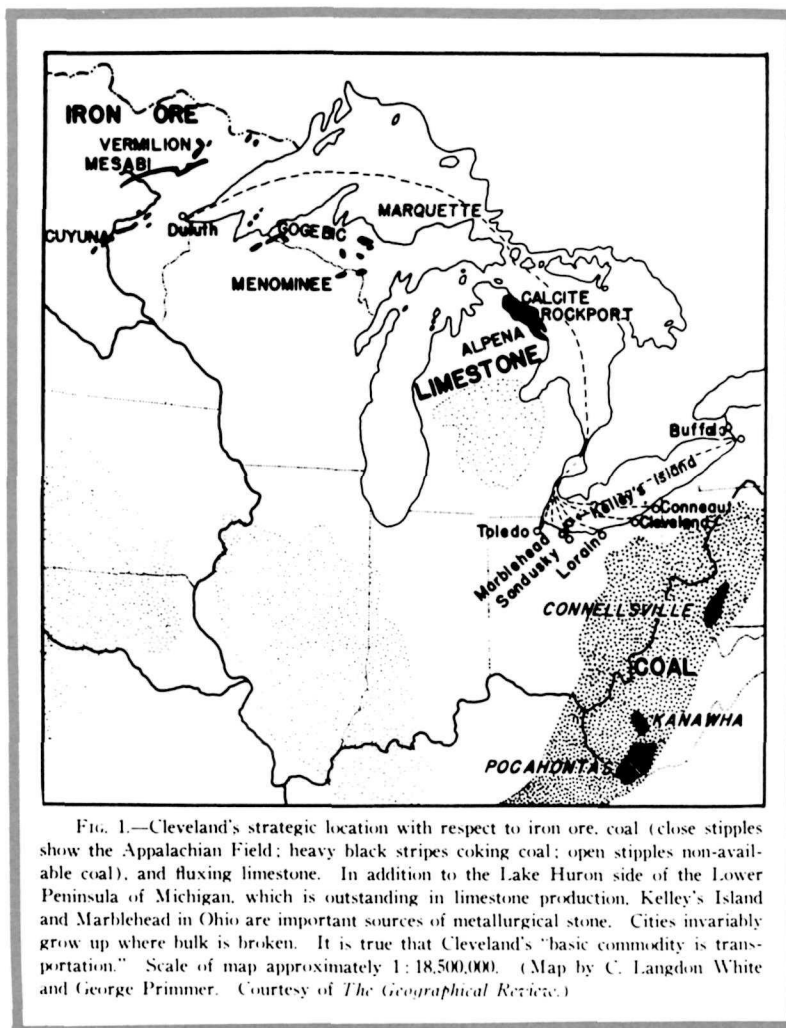 IRON ORE
VERMILION
MESABI
CUYUNA
Duluth
GOGEBIC
MARQUETTE
MENOMINEE
CALCITE
ROCKPORT
ALPENA
LIMESTONE
Buffalo
Kelley's Island
Conneaut
Cleveland
Toledo
Marblehead
Sandusky
Lorain
CONNELLSVILLE
COAL
KANAWHA
POCAHONTAS
FIG. 1.—Cleveland's strategic location with respect to iron ore, coal (close stipples
show the Appalachian Field; heavy black stripes coking coal; open stipples non-avail-
able coal), and fluxing limestone. In addition to the Lake Huron side of the Lower
Peninsula of Michigan, which is outstanding in limestone production, Kelley's Island
and Marblehead in Ohio are important sources of metallurgical stone. Cities invariably
grow up where bulk is broken. It is true that Cleveland's "basic commodity is trans-
portation." Scale of map approximately 1:18,500,000. (Map by C. Langdon White
and George Primmer. Courtesy of The Geographical Review.)